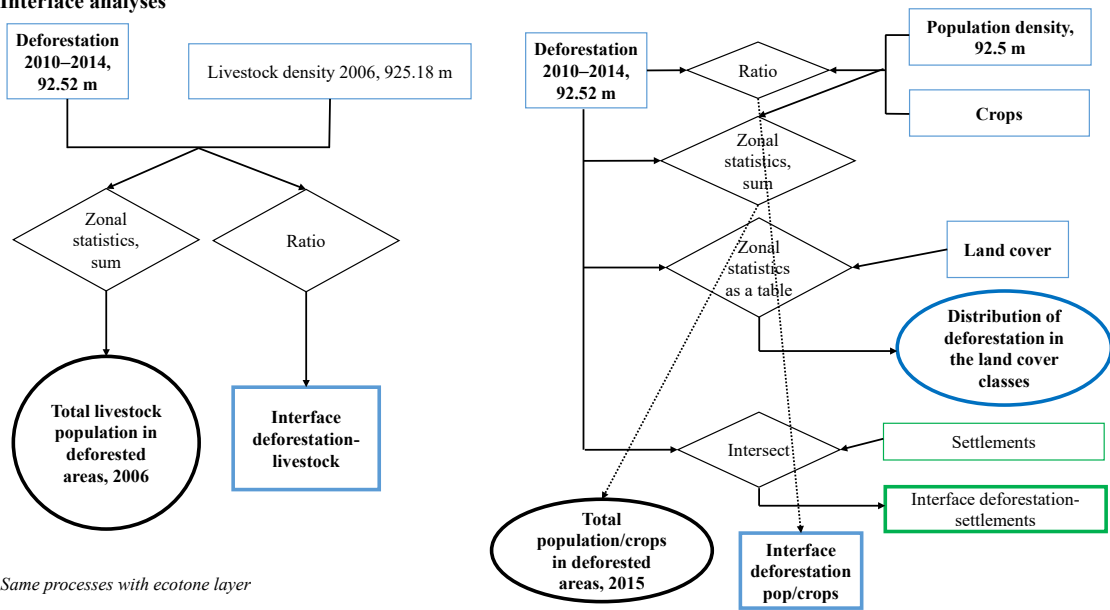 Interface analyses
Deforestation
2010–2014,
92.52 m
Livestock density 2006, 925.18 m
Zonal
statistics,
sum
Ratio
Total livestock
population in
deforested
areas, 2006
Interface
deforestation-
livestock
Same processes with ecotone layer
Deforestation
2010–2014,
92.52 m
Ratio
Population density,
92.5 m
Crops
Zonal
statistics,
sum
Zonal
statistics
as a table
Land cover
Distribution of
deforestation in
the land cover
classes
Intersect
Settlements
Interface deforestation-
settlements
Total
population/crops
in deforested
areas, 2015
Interface
deforestation
pop/crops